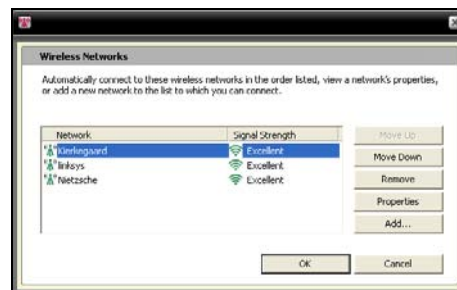 Wireless Networks
Automatically connect to these wireless networks in the order listed, view a network's properties,
or add a new network to the list to which you can connect.
Network Signal Strength
Kierkegaard Excellent
linksys Excellent
Nietzsche Excellent
Move Up
Move Down
Remove
Properties
Add...
OK Cancel